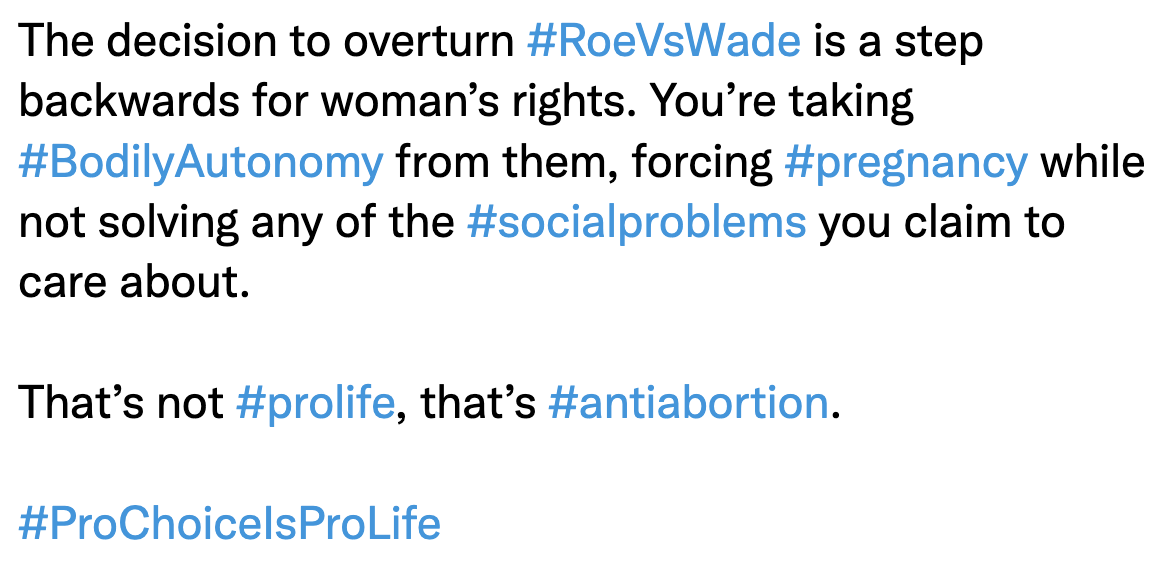 The decision to overturn #RoeVsWade is a step
backwards for woman’s rights. You’re taking
#BodilyAutonomy from them, forcing #pregnancy while
not solving any of the #socialproblems you claim to
care about.
That’s not #prolife, that’s #antiabortion.
#ProChoiceIsProLife